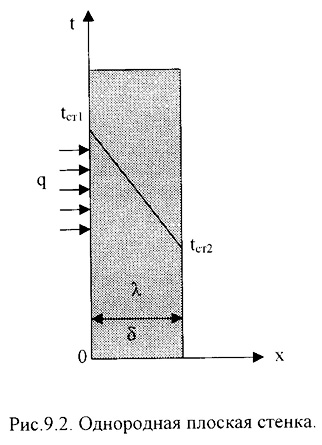 t
tст1
q
tст2
λ
δ
0
x
Рис.9.2. Однородная плоская стенка.